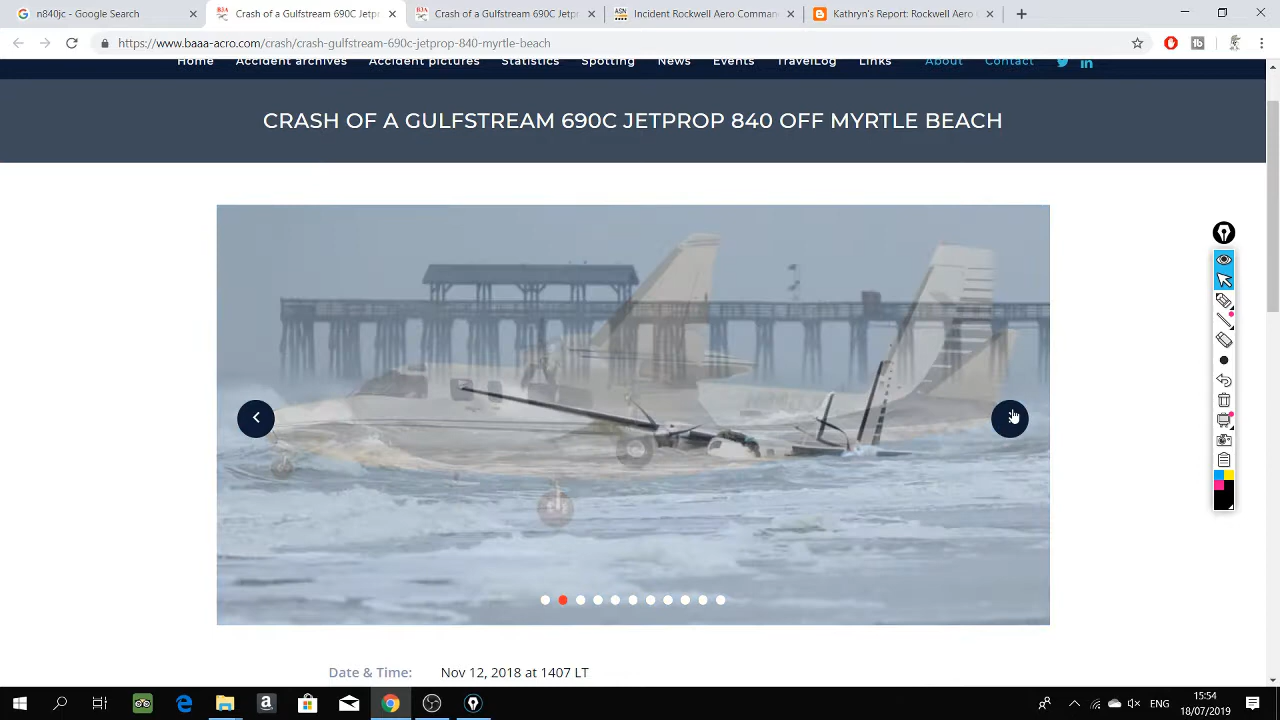 n840jc - Google Search
Crash of a Gulfstream 690C Jetpr
Crash of a Gulfstream 690C Jetpr
ASN Incident Rockwell Aero Comman
Kathryn's Report: Rockwell Aero C
https://www.baaa-acro.com/crash/crash-gulfstream-690c-jetprop-840-myrtle-beach
Home Accident archives Accident pictures Statistics Spotting News Events TravelLog Links About Contact
CRASH OF A GULFSTREAM 690C JETPROP 840 OFF MYRTLE BEACH
Date & Time: Nov 12, 2018 at 1407 LT
ENG
15:54
18/07/2019